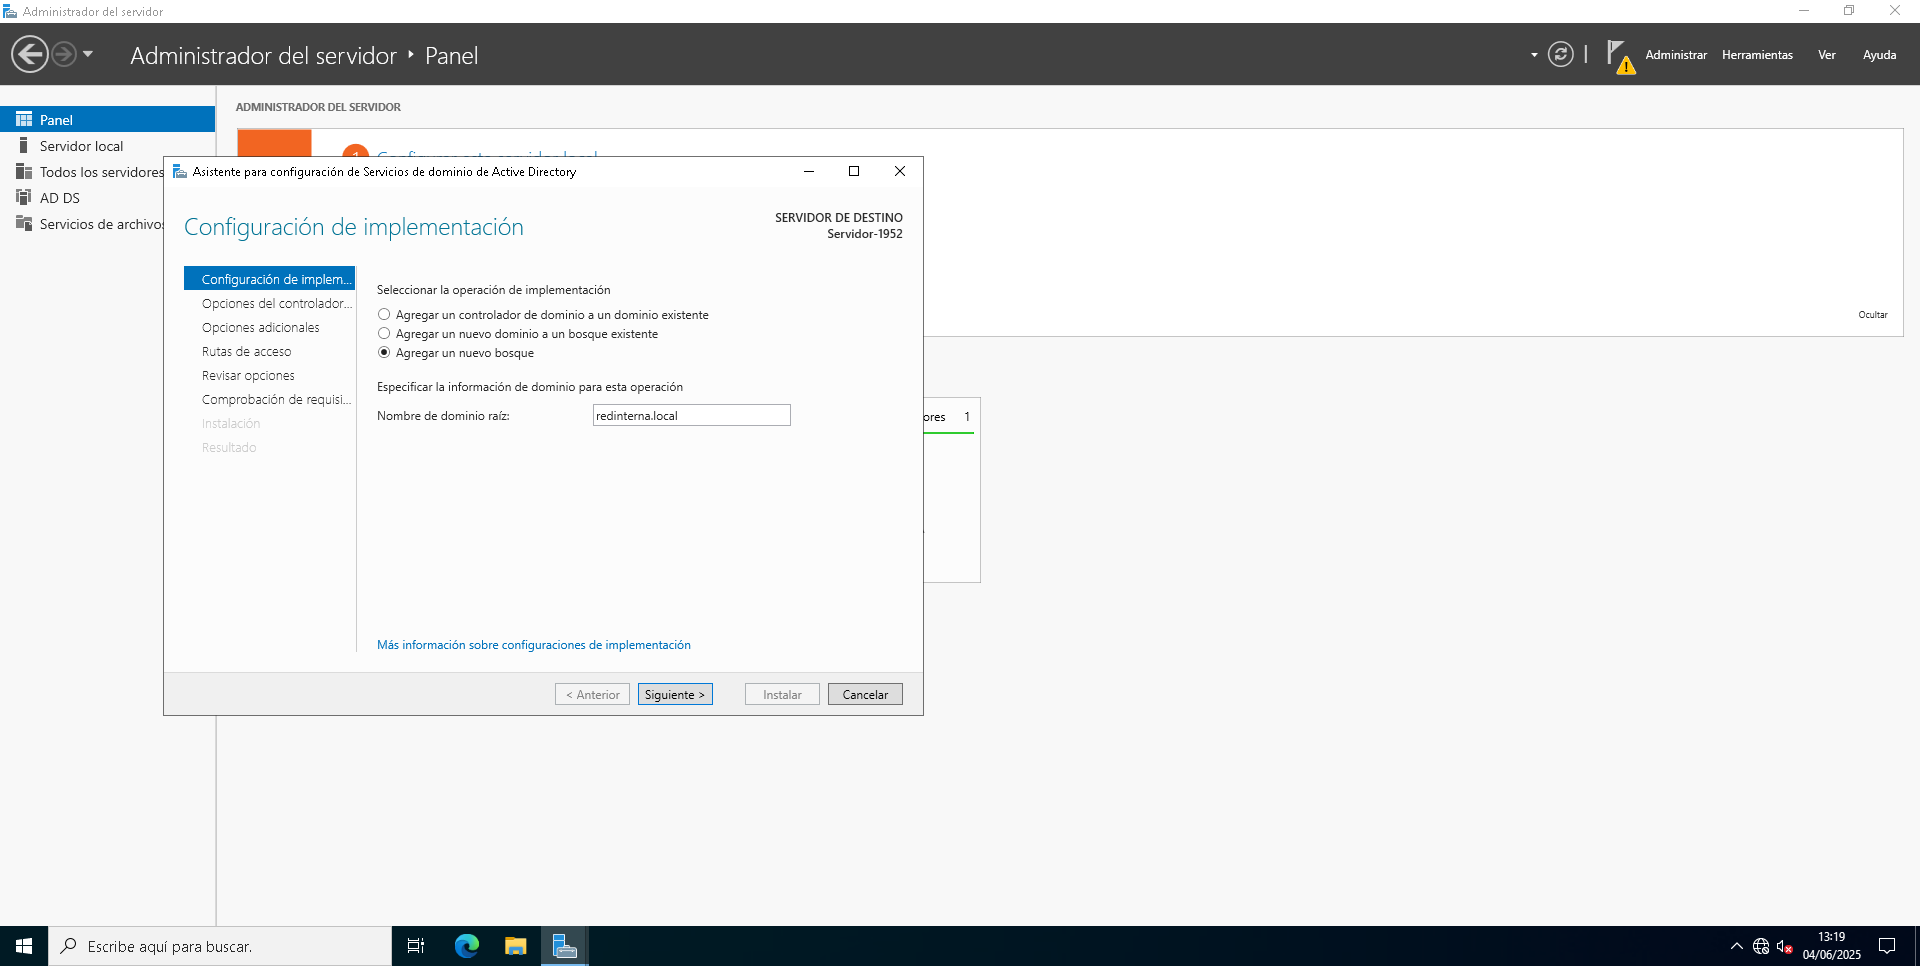 Administrador del servidor
Administrador del servidor ‣ Panel
Administrar
Herramientas
Ver
Ayuda
Panel
Servidor local
Todos los servidores
AD DS
Servicios de archivos
ADMINISTRADOR DEL SERVIDOR
1
Configurar este servidor local
Ocultar
ores 1
Asistente para configuración de Servicios de dominio de Active Directory
Configuración de implementación
SERVIDOR DE DESTINO
Servidor-1952
Configuración de implem...
Opciones del controlador...
Opciones adicionales
Rutas de acceso
Revisar opciones
Comprobación de requisi...
Instalación
Resultado
Seleccionar la operación de implementación
Agregar un controlador de dominio a un dominio existente
Agregar un nuevo dominio a un bosque existente
Agregar un nuevo bosque
Especificar la información de dominio para esta operación
Nombre de dominio raíz: redinterna.local
Más información sobre configuraciones de implementación
< Anterior
Siguiente >
Instalar
Cancelar
Escribe aquí para buscar.
13:19
04/06/2025